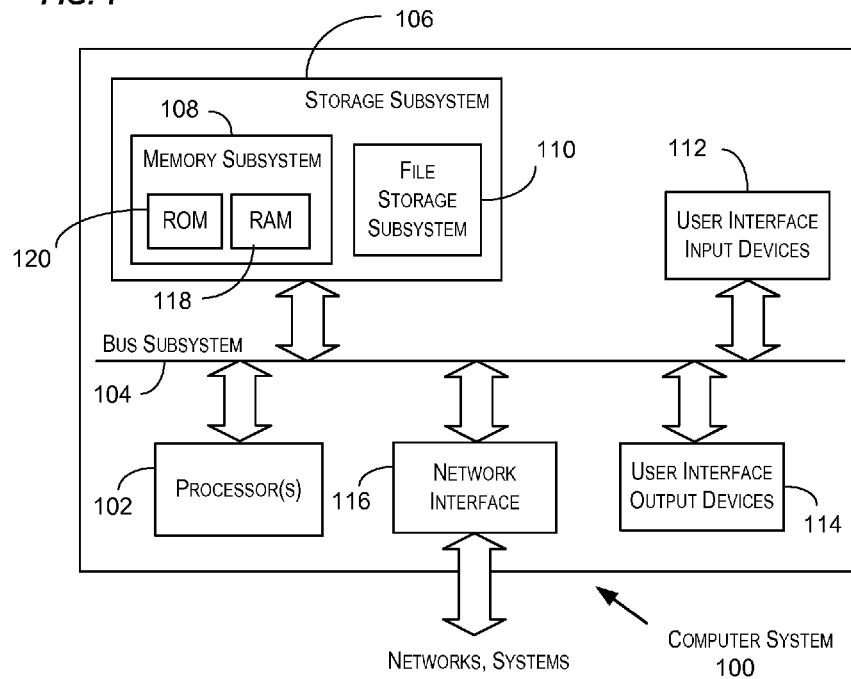 106
STORAGE SUBSYSTEM
108
MEMORY SUBSYSTEM
ROM
RAM
120
118
FILE
STORAGE
SUBSYSTEM
110
112
USER INTERFACE
INPUT DEVICES
BUS SUBSYSTEM
104
PROCESSOR(S)
102
NETWORK
INTERFACE
116
USER INTERFACE
OUTPUT DEVICES
114
NETWORKS, SYSTEMS
COMPUTER SYSTEM
100